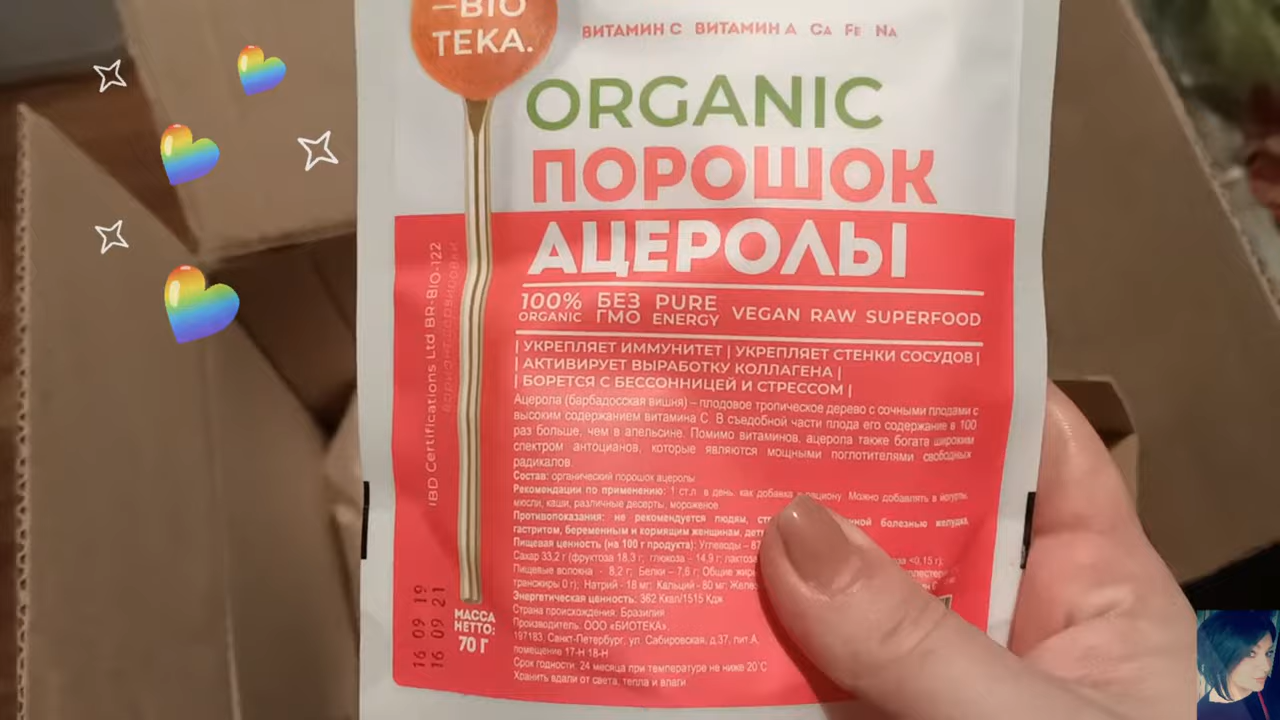 —BIO
TEKA.
ВИТАМИН С ВИТАМИН А CA FE NA
ORGANIC
ПОРОШОК
АЦЕРОЛЫ
100% ORGANIC БЕЗ ГМО PURE ENERGY VEGAN RAW SUPERFOOD
| УКРЕПЛЯЕТ ИММУНИТЕТ | УКРЕПЛЯЕТ СТЕНКИ СОСУДОВ |
| АКТИВИРУЕТ ВЫРАБОТКУ КОЛЛАГЕНА |
| БОРЕТСЯ С БЕССОННИЦЕЙ И СТРЕССОМ |
Ацерола (барбадосская вишня) – плодовое тропическое дерево с сочными плодами с
высоким содержанием витамина С. В съедобной части плода его содержание в 100
раз больше, чем в апельсине. Помимо витаминов, ацерола также богата широким
спектром антоцианов, которые являются мощными поглотителями свободных
радикалов.
Состав: органический порошок ацеролы
Рекомендации по применению: 1 ст.л. в день, как добавка рациону. Можно добавлять в йогурты,
мюсли, каши, различные десерты, мороженое
Противопоказания: не рекомендуется людям, болезнью желудка,
гастритом, беременным и кормящим женщинам,
Пищевая ценность (на 100 г продукта): Углеводы –
Сахар 33,2 г (фруктоза 18,3 г; глюкоза - 14,9 г; <0,15 г);
Пищевые волокна - 8,2 г; Белки – 7,6 г; Общие
трансжиры 0 г); Натрий - 18 мг; Кальций - 80 мг;
Энергетическая ценность: 362 Ккал/1515 Кдж
Страна происхождения: Бразилия
Производитель: ООО «БИОТЕКА»,
197183, Санкт-Петербург, ул. Сабировская, д.37, лит А,
помещение 17-Н 18-Н
Срок годности: 24 месяца при температуре не ниже 20˚С
Хранить вдали от света, тепла и влаги
IBD Certifications Ltd BR-BIO-122
16 09 19
16 09 21
МАССА
НЕТТО:
70 Г